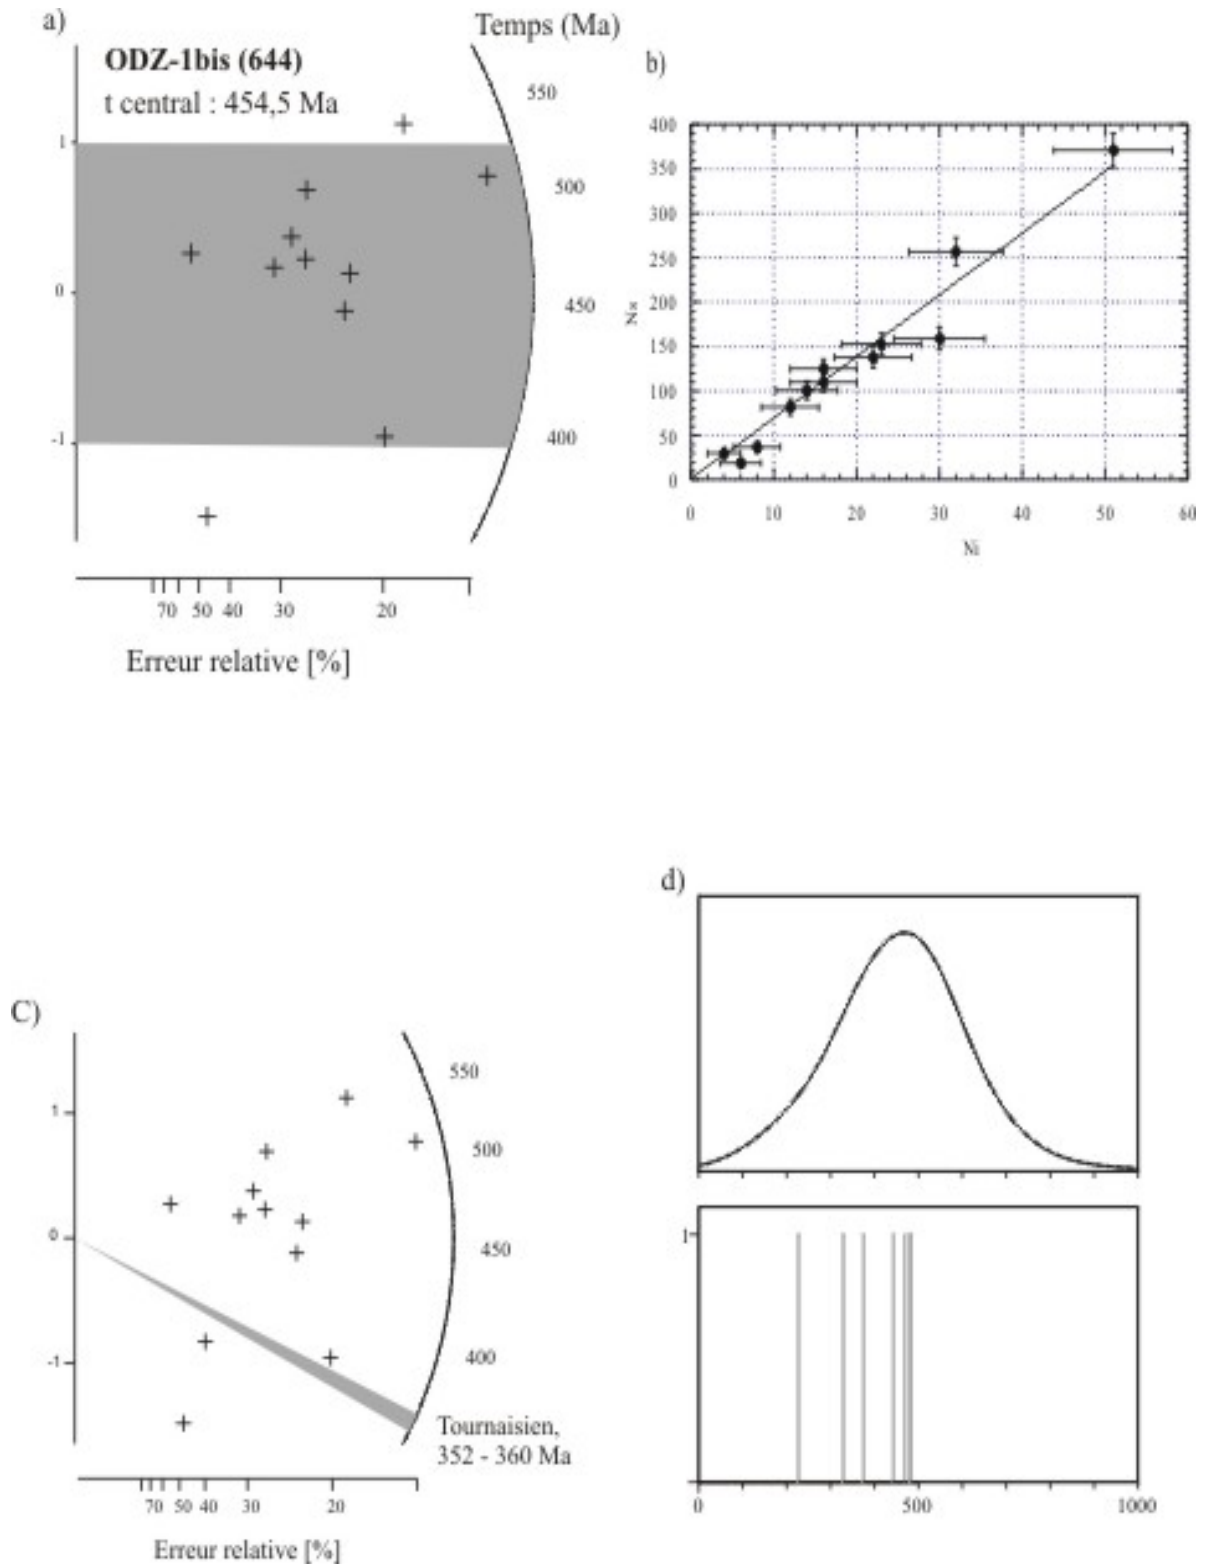 a)
Temps (Ma)
ODZ-1bis (644)
t central : 454,5 Ma
550
500
450
400
1
0
-1
70 50 40 30 20
Erreur relative [%]
b)
400
350
300
250
200
150
100
50
0
Ns
0 10 20 30 40 50 60
Ni
C)
550
500
450
400
1
0
-1
Tournaisien,
352 - 360 Ma
70 50 40 30 20
Erreur relative [%]
d)
1
0 500 1000